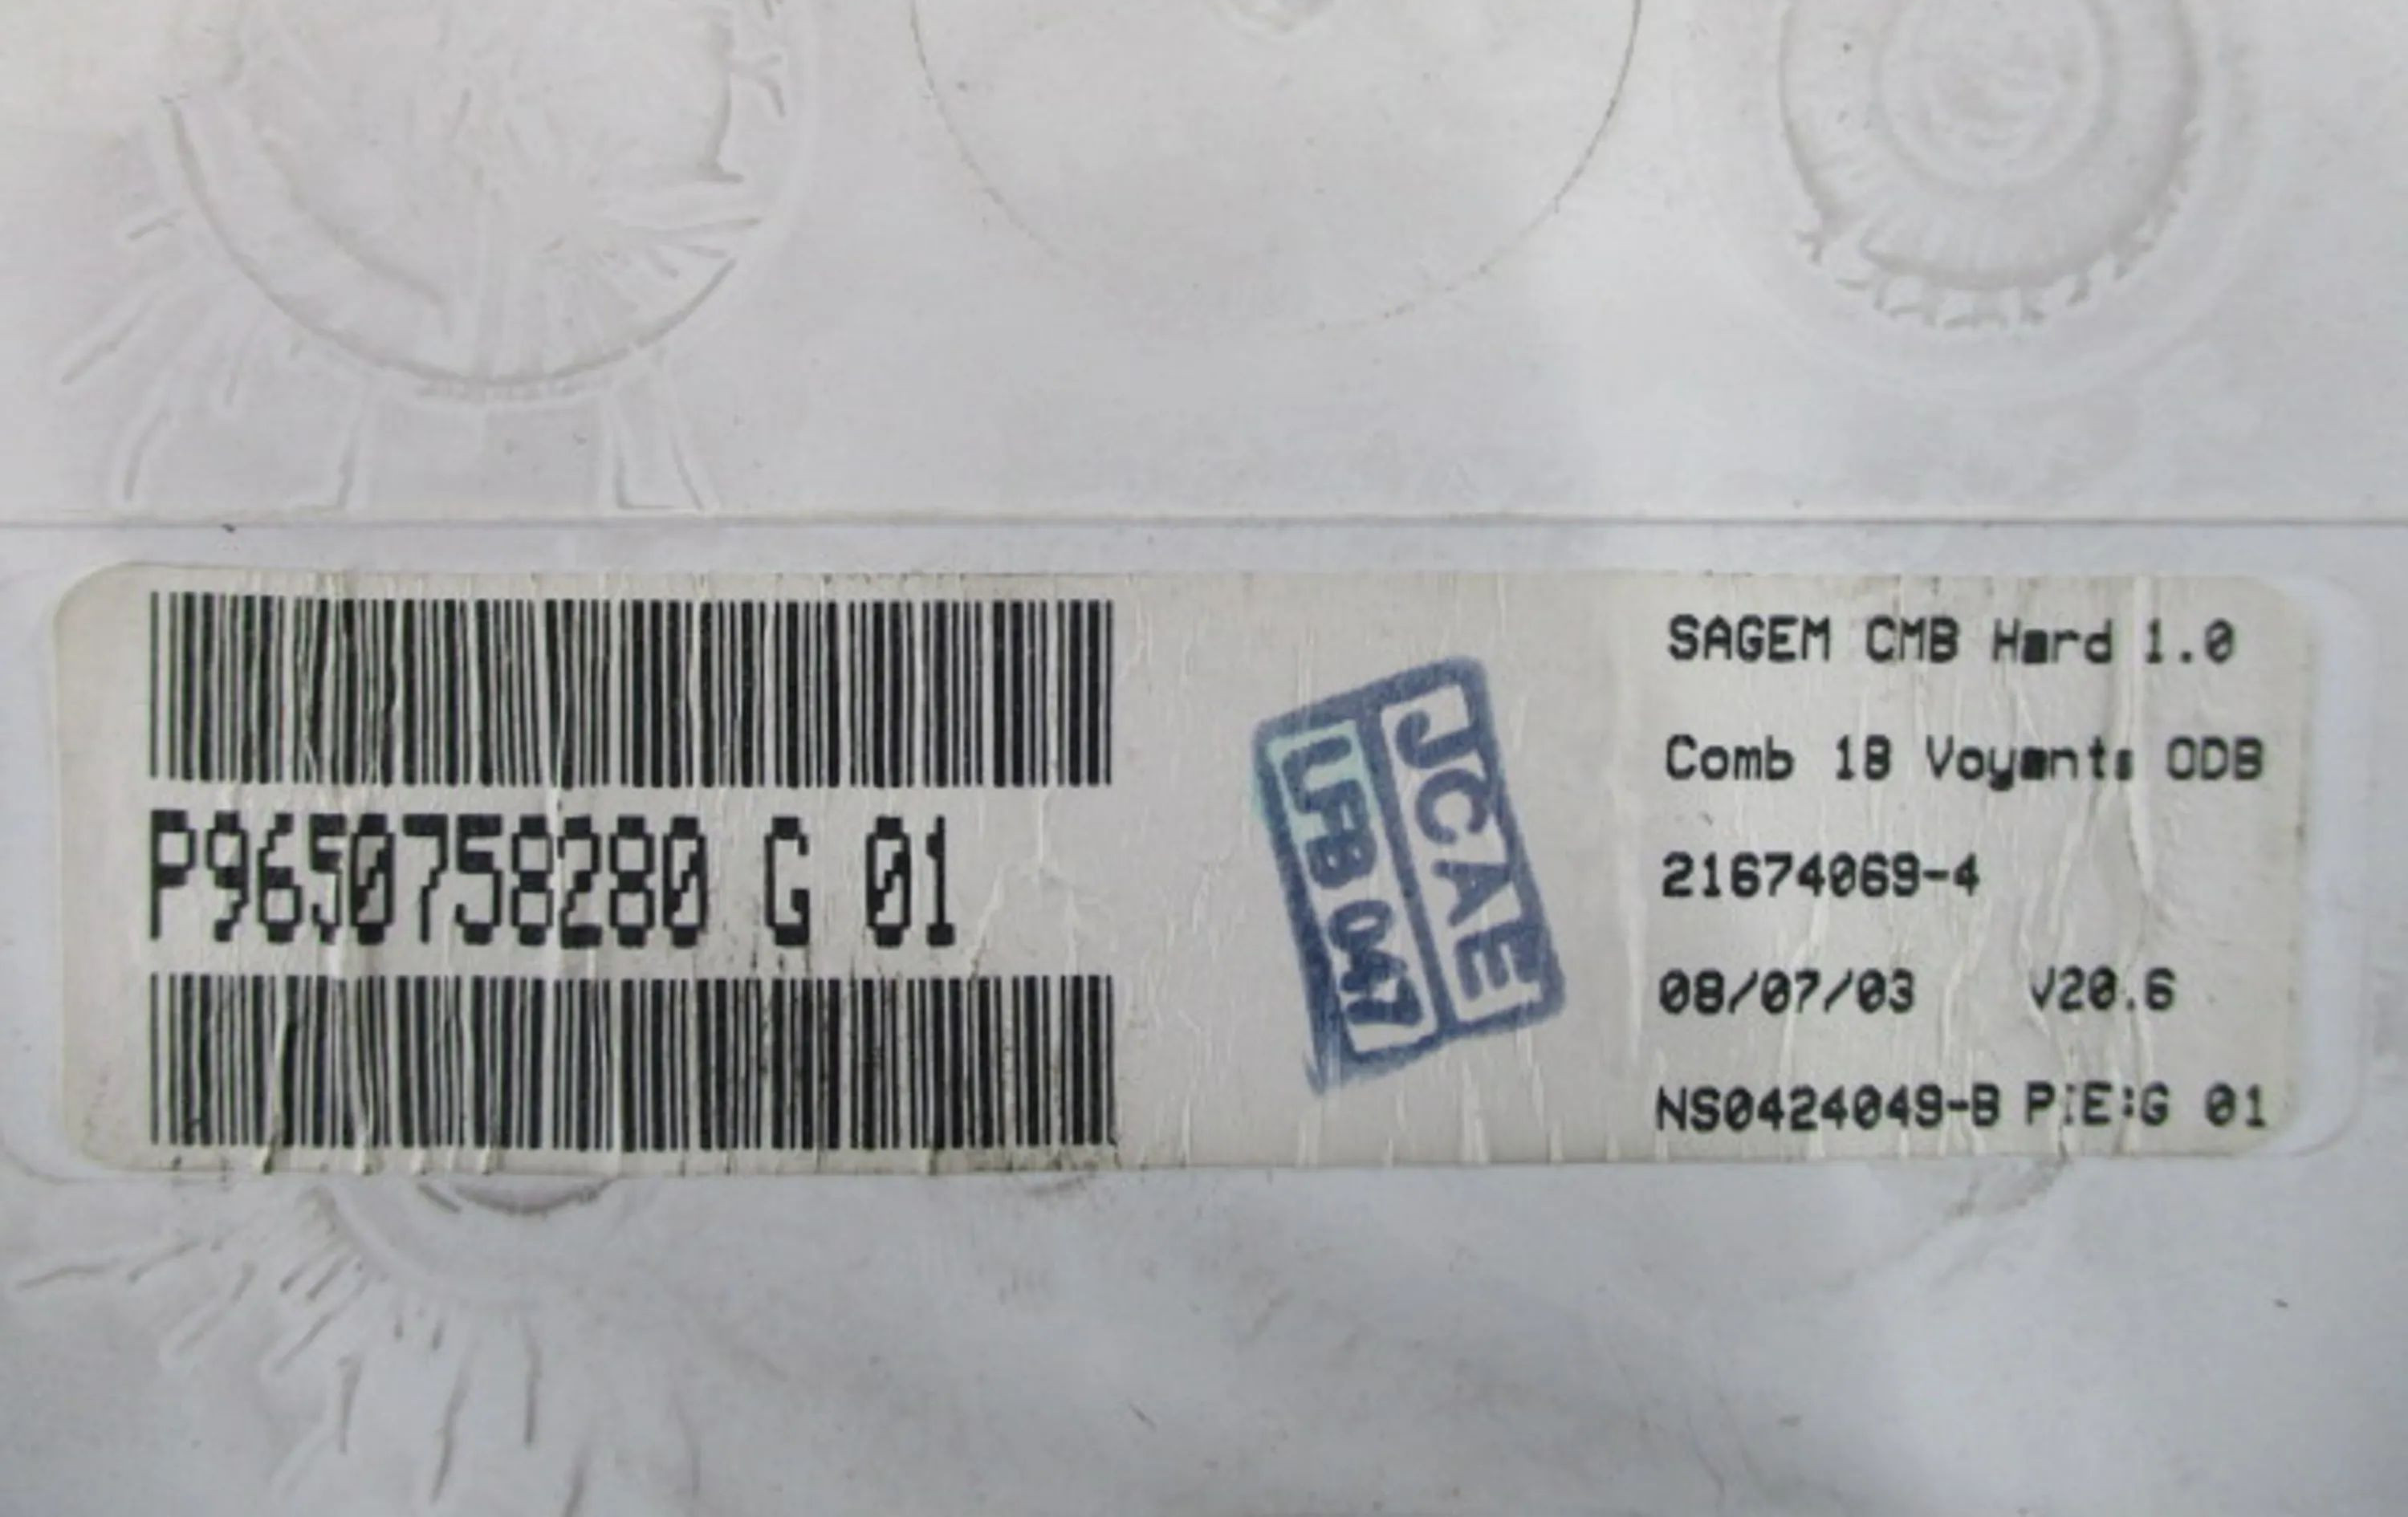 P9650758280 G 01
JCAE
LFB 047
SAGEM CMB Hard 1.0
Comb 18 Voyants ODB
21674069-4
08/07/03 V20.6
NS0424049-B P:E:G 01